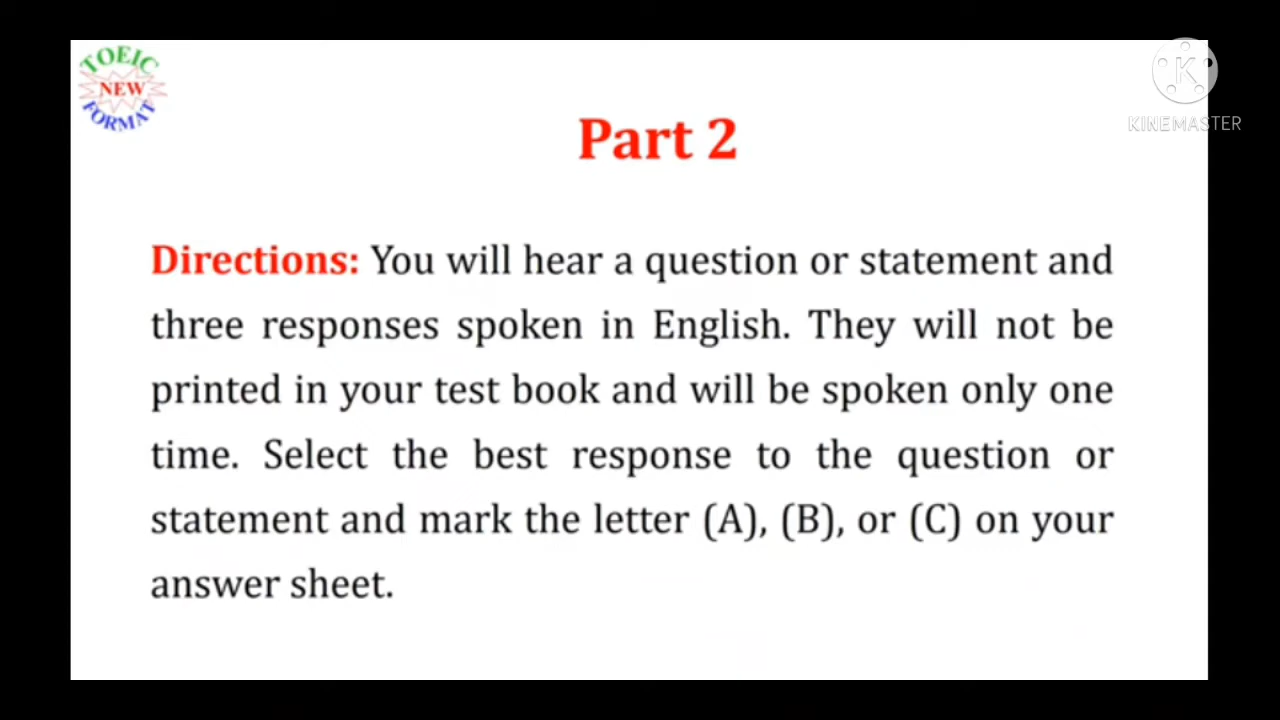 TOEIC
NEW
FORMAT
KINEMASTER
Part 2
Directions: You will hear a question or statement and
three responses spoken in English. They will not be
printed in your test book and will be spoken only one
time. Select the best response to the question or
statement and mark the letter (A), (B), or (C) on your
answer sheet.